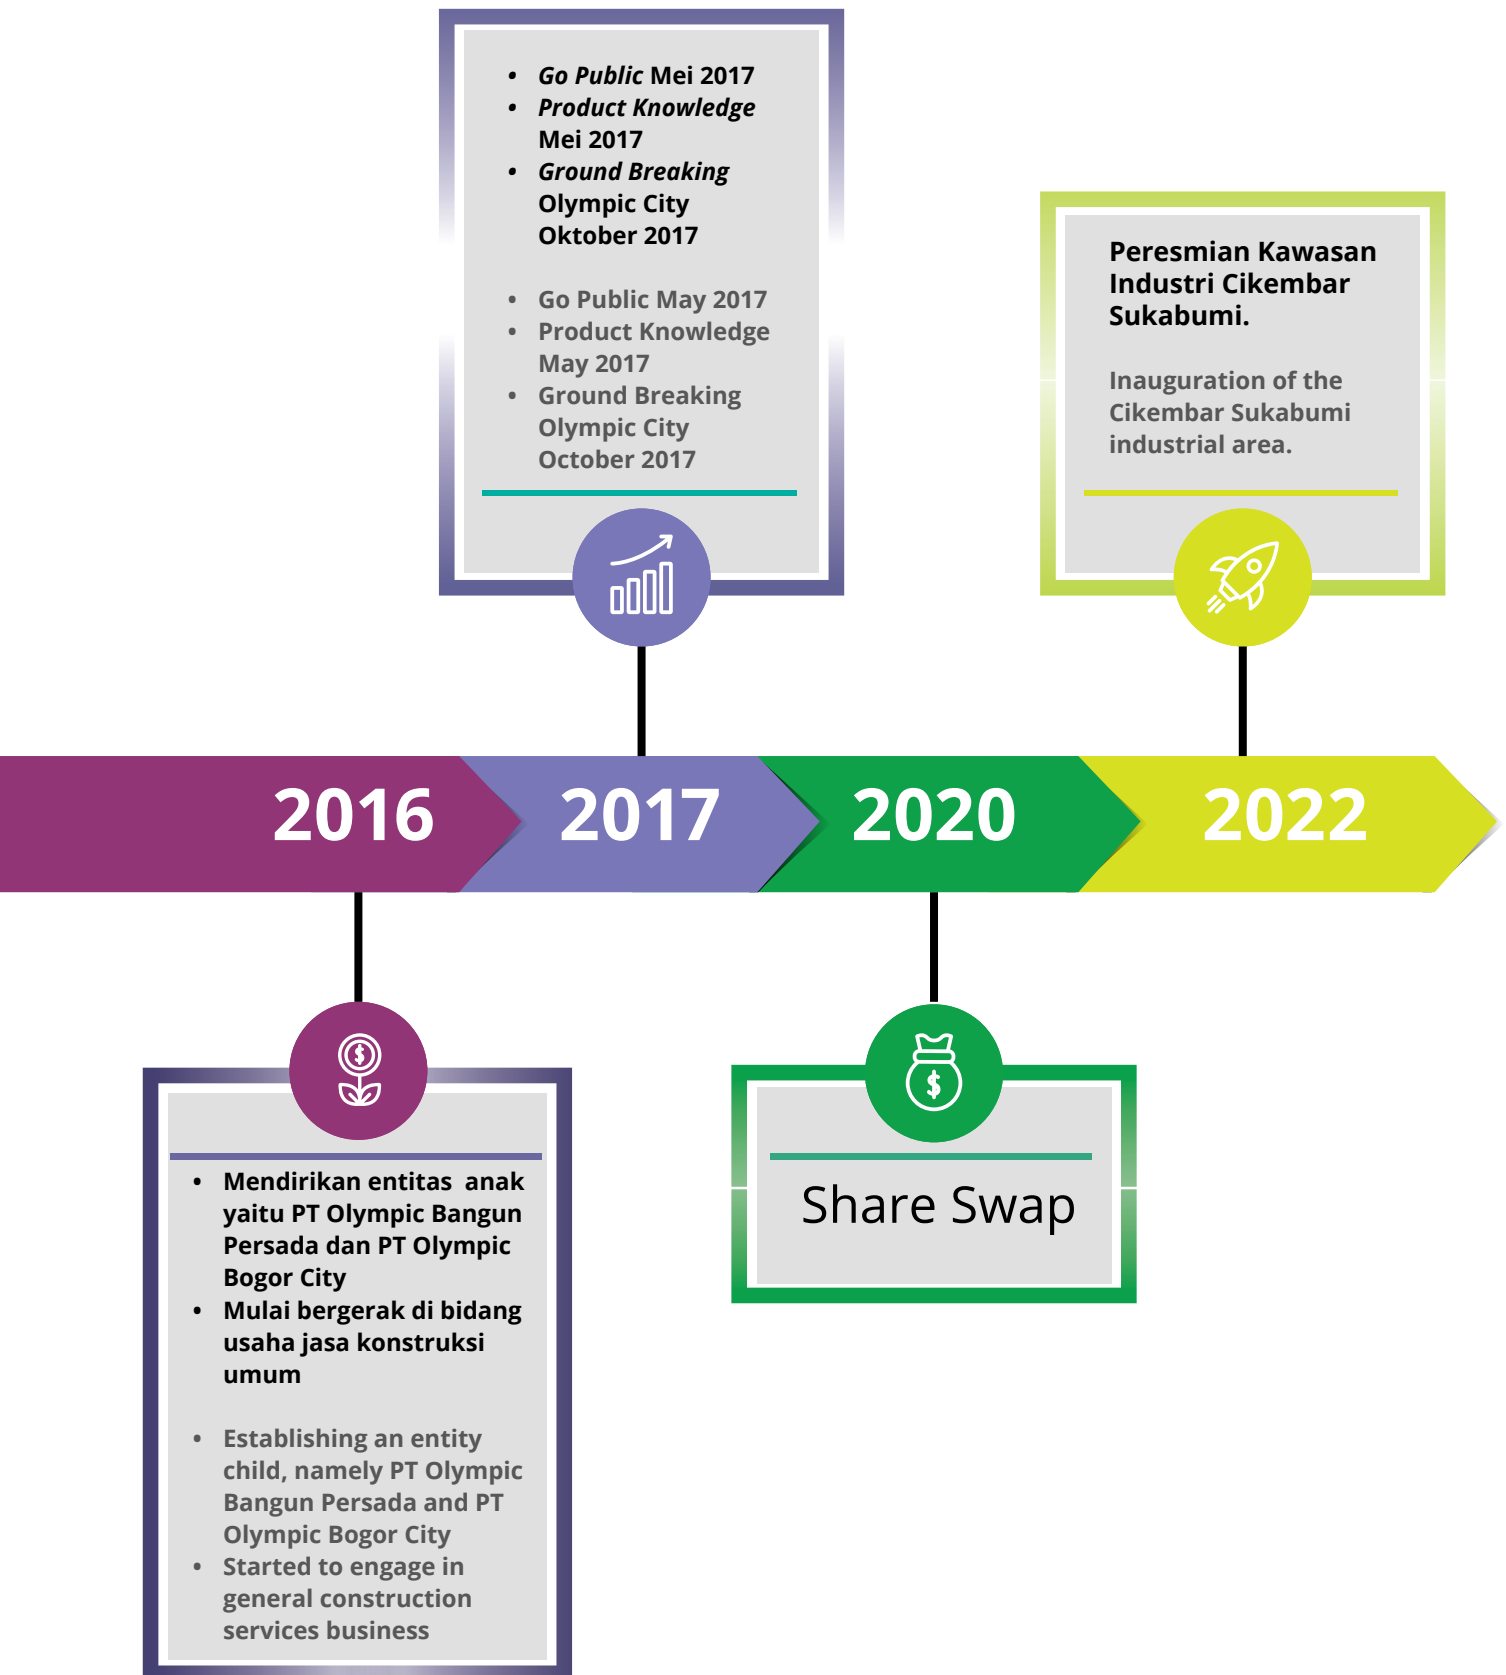 • Go Public Mei 2017
• Product Knowledge
Mei 2017
• Ground Breaking
Olympic City
Oktober 2017
• Go Public May 2017
• Product Knowledge
May 2017
• Ground Breaking
Olympic City
October 2017
Peresmian Kawasan
Industri Cikembar
Sukabumi.
Inauguration of the
Cikembar Sukabumi
industrial area.
2016
2017
2020
2022
• Mendirikan entitas anak
yaitu PT Olympic Bangun
Persada dan PT Olympic
Bogor City
• Mulai bergerak di bidang
usaha jasa konstruksi
umum
• Establishing an entity
child, namely PT Olympic
Bangun Persada and PT
Olympic Bogor City
• Started to engage in
general construction
services business
Share Swap